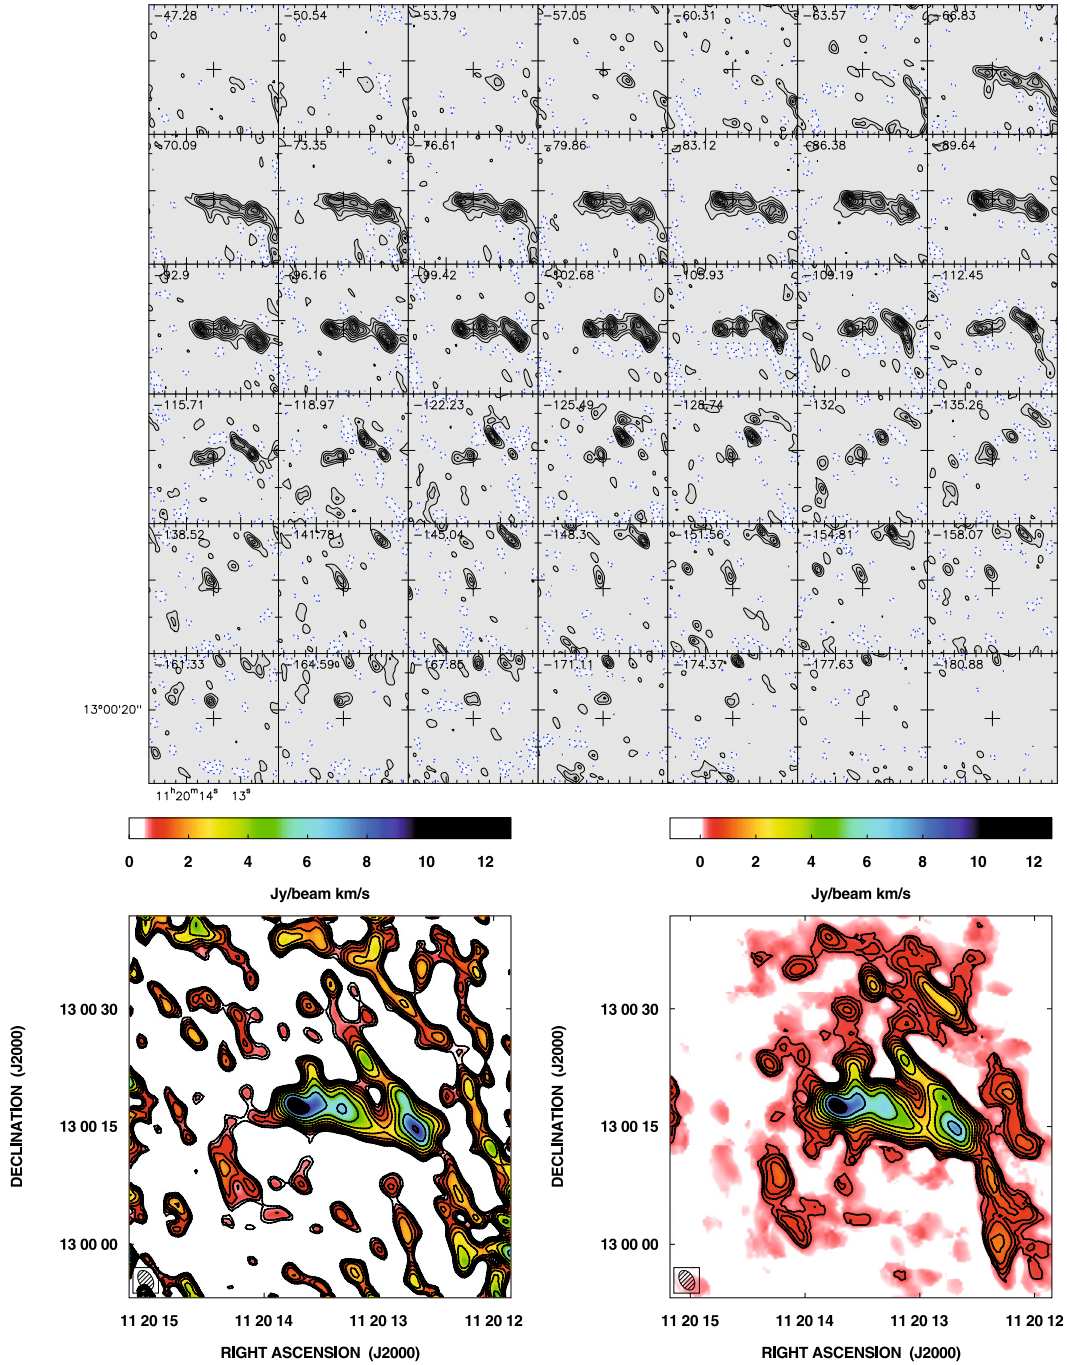 −47.28 −50.54 −53.79 −57.05 −60.31 −63.57 −66.83
−70.09 −73.35 −76.61 −79.86 −83.12 −86.38 −89.64
−92.9 −96.16 −99.42 −102.68 −105.93 −109.19 −112.45
−115.71 −118.97 −122.23 −125.49 −128.74 −132 −135.26
−138.52 −141.78 −145.04 −148.3 −151.56 −154.81 −158.07
−161.33 −164.59 −167.85 −171.11 −174.37 −177.63 −180.88
13°00'20"
11h20m14s 13s
0 2 4 6 8 10 12
Jy/beam km/s
0 2 4 6 8 10 12
Jy/beam km/s
DECLINATION (J2000)
13 00 30
13 00 15
13 00 00
11 20 15 11 20 14 11 20 13 11 20 12
RIGHT ASCENSION (J2000)
DECLINATION (J2000)
13 00 30
13 00 15
13 00 00
11 20 15 11 20 14 11 20 13 11 20 12
RIGHT ASCENSION (J2000)